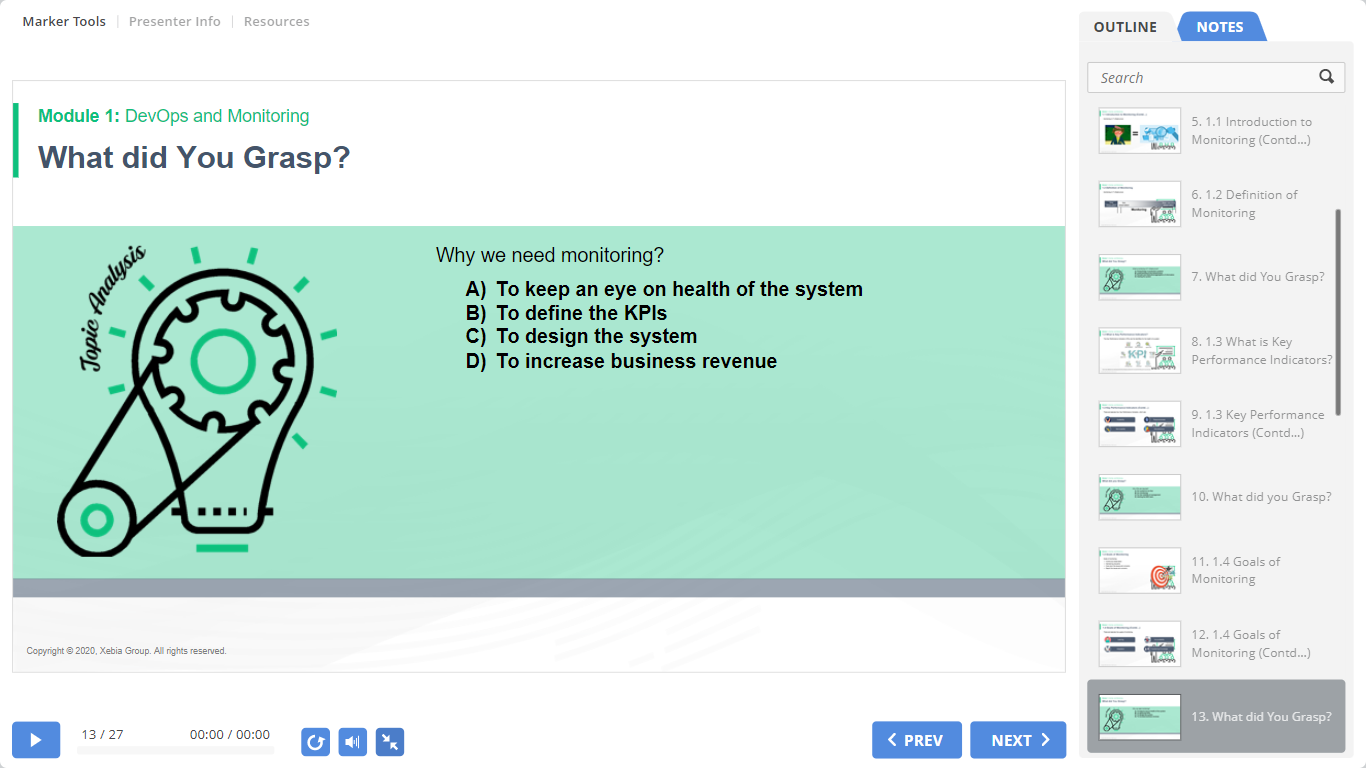 Marker Tools
Presenter Info
Resources
OUTLINE
NOTES
Search
Module 1: DevOps and Monitoring
What did You Grasp?
Topic Analysis
Why we need monitoring?
A) To keep an eye on health of the system
B) To define the KPIs
C) To design the system
D) To increase business revenue
Copyright © 2020, Xebia Group. All rights reserved.
13 / 27
00:00 / 00:00
PREV
NEXT
5. 1.1 Introduction to
Monitoring (Contd...)
6. 1.2 Definition of
Monitoring
7. What did You Grasp?
8. 1.3 What is Key
Performance Indicators?
KPI
9. 1.3 Key Performance
Indicators (Contd...)
10. What did you Grasp?
11. 1.4 Goals of
Monitoring
12. 1.4 Goals of
Monitoring (Contd...)
13. What did You Grasp?